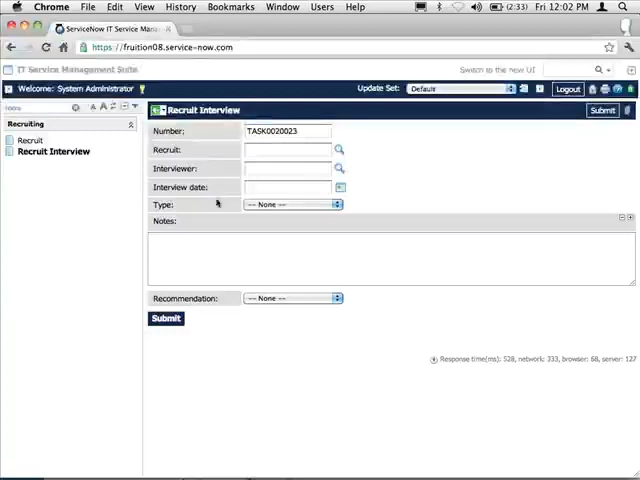 Chrome File Edit View History Bookmarks Window Users Help (2:33) Fri 12:02 PM
ServiceNow IT Service Mana
https://fruition08.service-now.com
IT Service Management Suite Switch to the new UI
Welcome: System Administrator Update Set: Default Logout
Recruit Interview Submit
Recruiting
Number: TASK0020023
Recruit
Recruit:
Recruit Interview
Interviewer:
Interview date:
Type: -- None --
Notes:
Recommendation: -- None --
Submit
Response time(ms): 528, network: 333, browser: 68, server: 127